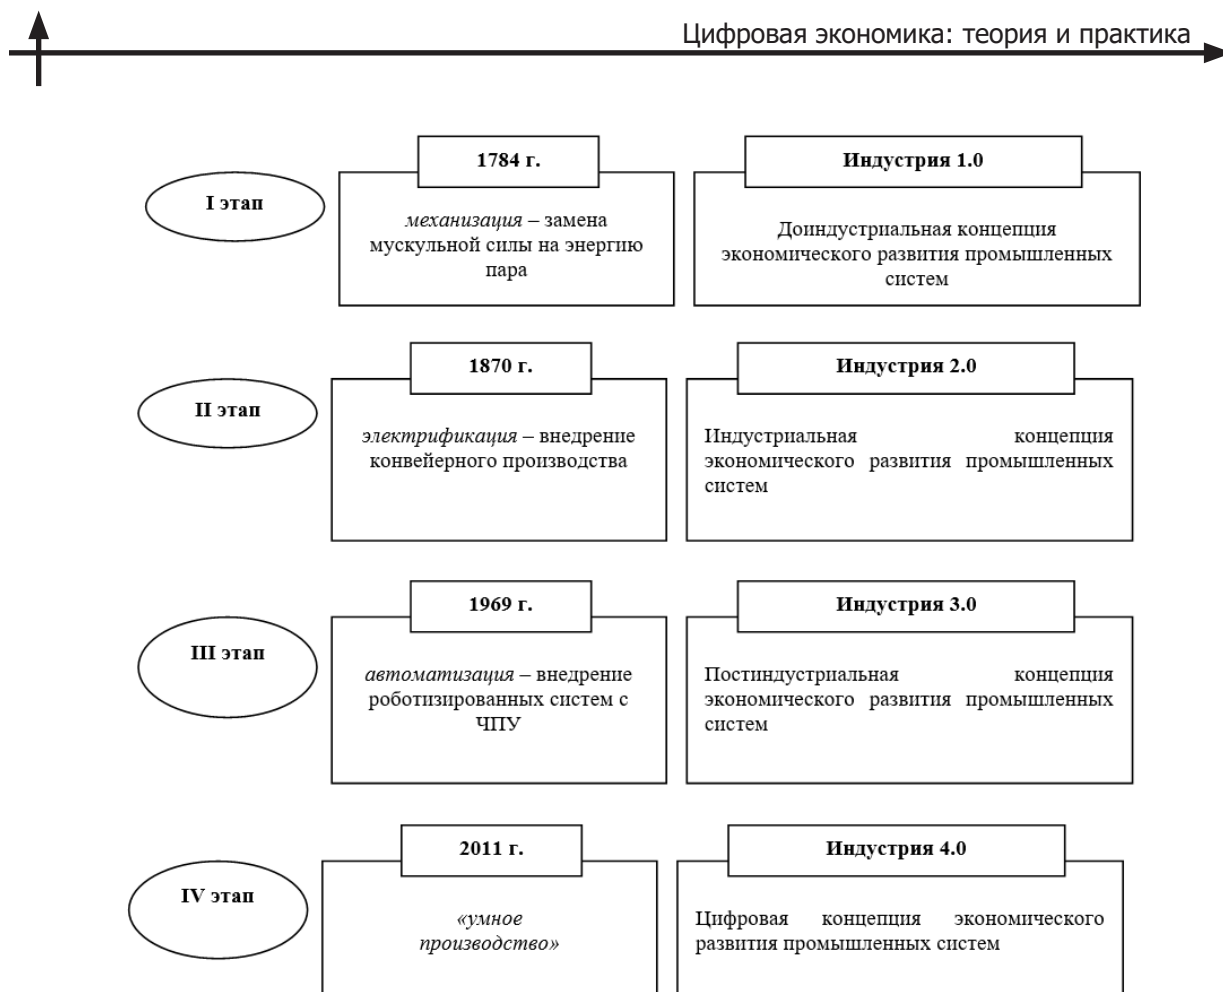 Цифровая экономика: теория и практика
I этап
1784 г.
механизация – замена
мускульной силы на энергию
пара
Индустрия 1.0
Доиндустриальная концепция
экономического развития промышленных
систем
II этап
1870 г.
электрификация – внедрение
конвейерного производства
Индустрия 2.0
Индустриальная концепция
экономического развития промышленных
систем
III этап
1969 г.
автоматизация – внедрение
роботизированных систем с
ЧПУ
Индустрия 3.0
Постиндустриальная концепция
экономического развития промышленных
систем
IV этап
2011 г.
«умное
производство»
Индустрия 4.0
Цифровая концепция экономического
развития промышленных систем